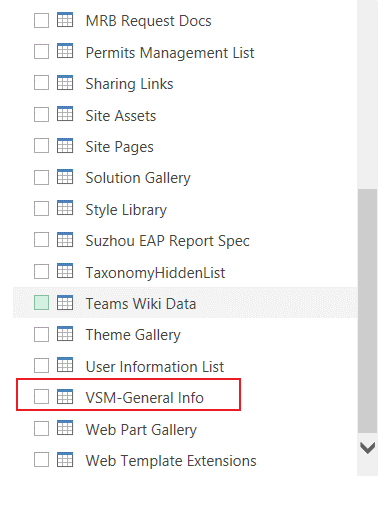 MRB Request Docs
Permits Management List
Sharing Links
Site Assets
Site Pages
Solution Gallery
Style Library
Suzhou EAP Report Spec
TaxonomyHiddenList
Teams Wiki Data
Theme Gallery
User Information List
VSM-General Info
Web Part Gallery
Web Template Extensions